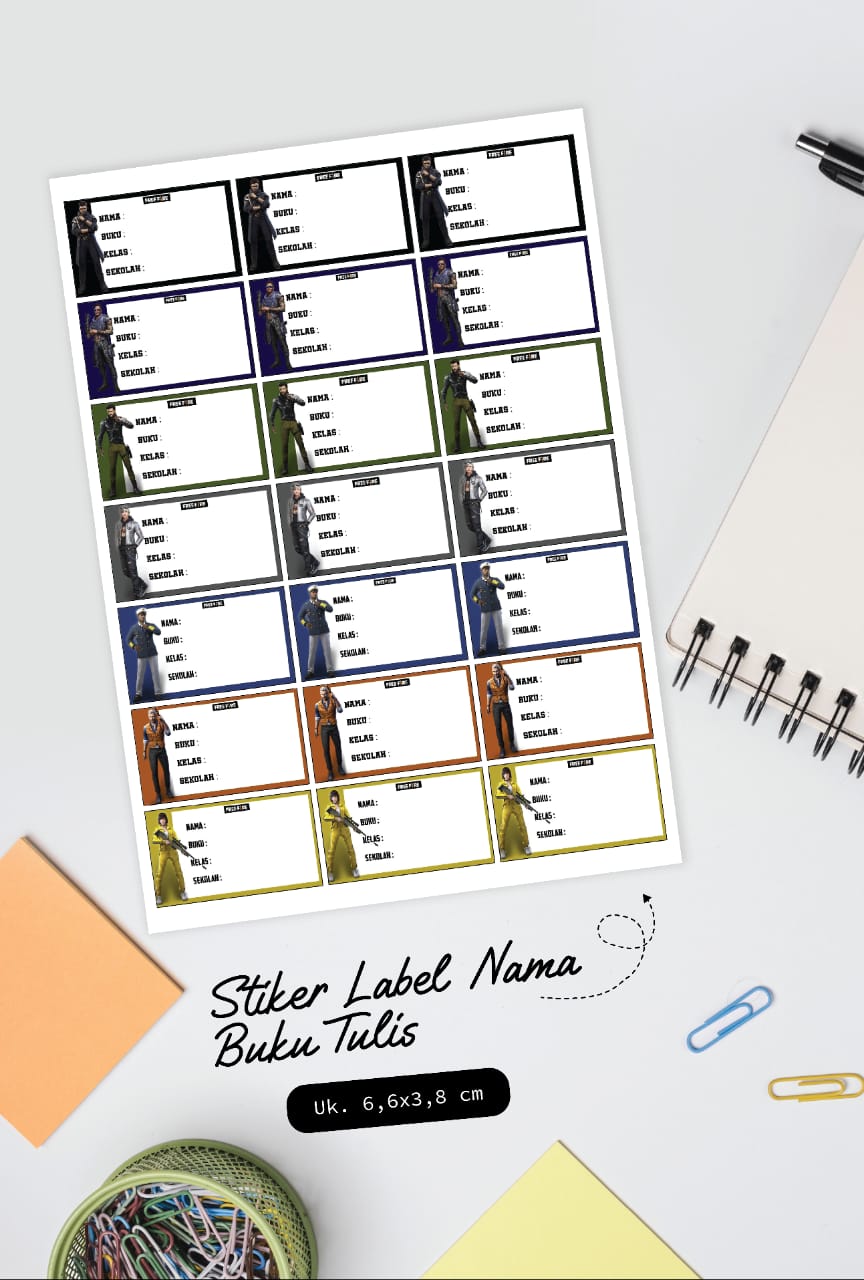 FREE FIRE
NAMA :
BUKU :
KELAS :
SEKOLAH :
FREE FIRE
NAMA :
BUKU :
KELAS :
SEKOLAH :
FREE FIRE
NAMA :
BUKU :
KELAS :
SEKOLAH :
FREE FIRE
NAMA :
BUKU :
KELAS :
SEKOLAH :
FREE FIRE
NAMA :
BUKU :
KELAS :
SEKOLAH :
FREE FIRE
NAMA :
BUKU :
KELAS :
SEKOLAH :
FREE FIRE
NAMA :
BUKU :
KELAS :
SEKOLAH :
FREE FIRE
NAMA :
BUKU :
KELAS :
SEKOLAH :
FREE FIRE
NAMA :
BUKU :
KELAS :
SEKOLAH :
FREE FIRE
NAMA :
BUKU :
KELAS :
SEKOLAH :
FREE FIRE
NAMA :
BUKU :
KELAS :
SEKOLAH :
FREE FIRE
NAMA :
BUKU :
KELAS :
SEKOLAH :
FREE FIRE
NAMA :
BUKU :
KELAS :
SEKOLAH :
FREE FIRE
NAMA :
BUKU :
KELAS :
SEKOLAH :
FREE FIRE
NAMA :
BUKU :
KELAS :
SEKOLAH :
FREE FIRE
NAMA :
BUKU :
KELAS :
SEKOLAH :
FREE FIRE
NAMA :
BUKU :
KELAS :
SEKOLAH :
FREE FIRE
NAMA :
BUKU :
KELAS :
SEKOLAH :
FREE FIRE
NAMA :
BUKU :
KELAS :
SEKOLAH :
FREE FIRE
NAMA :
BUKU :
KELAS :
SEKOLAH :
FREE FIRE
NAMA :
BUKU :
KELAS :
SEKOLAH :
Stiker Label Nama
Buku Tulis
Uk. 6,6x3,8 cm